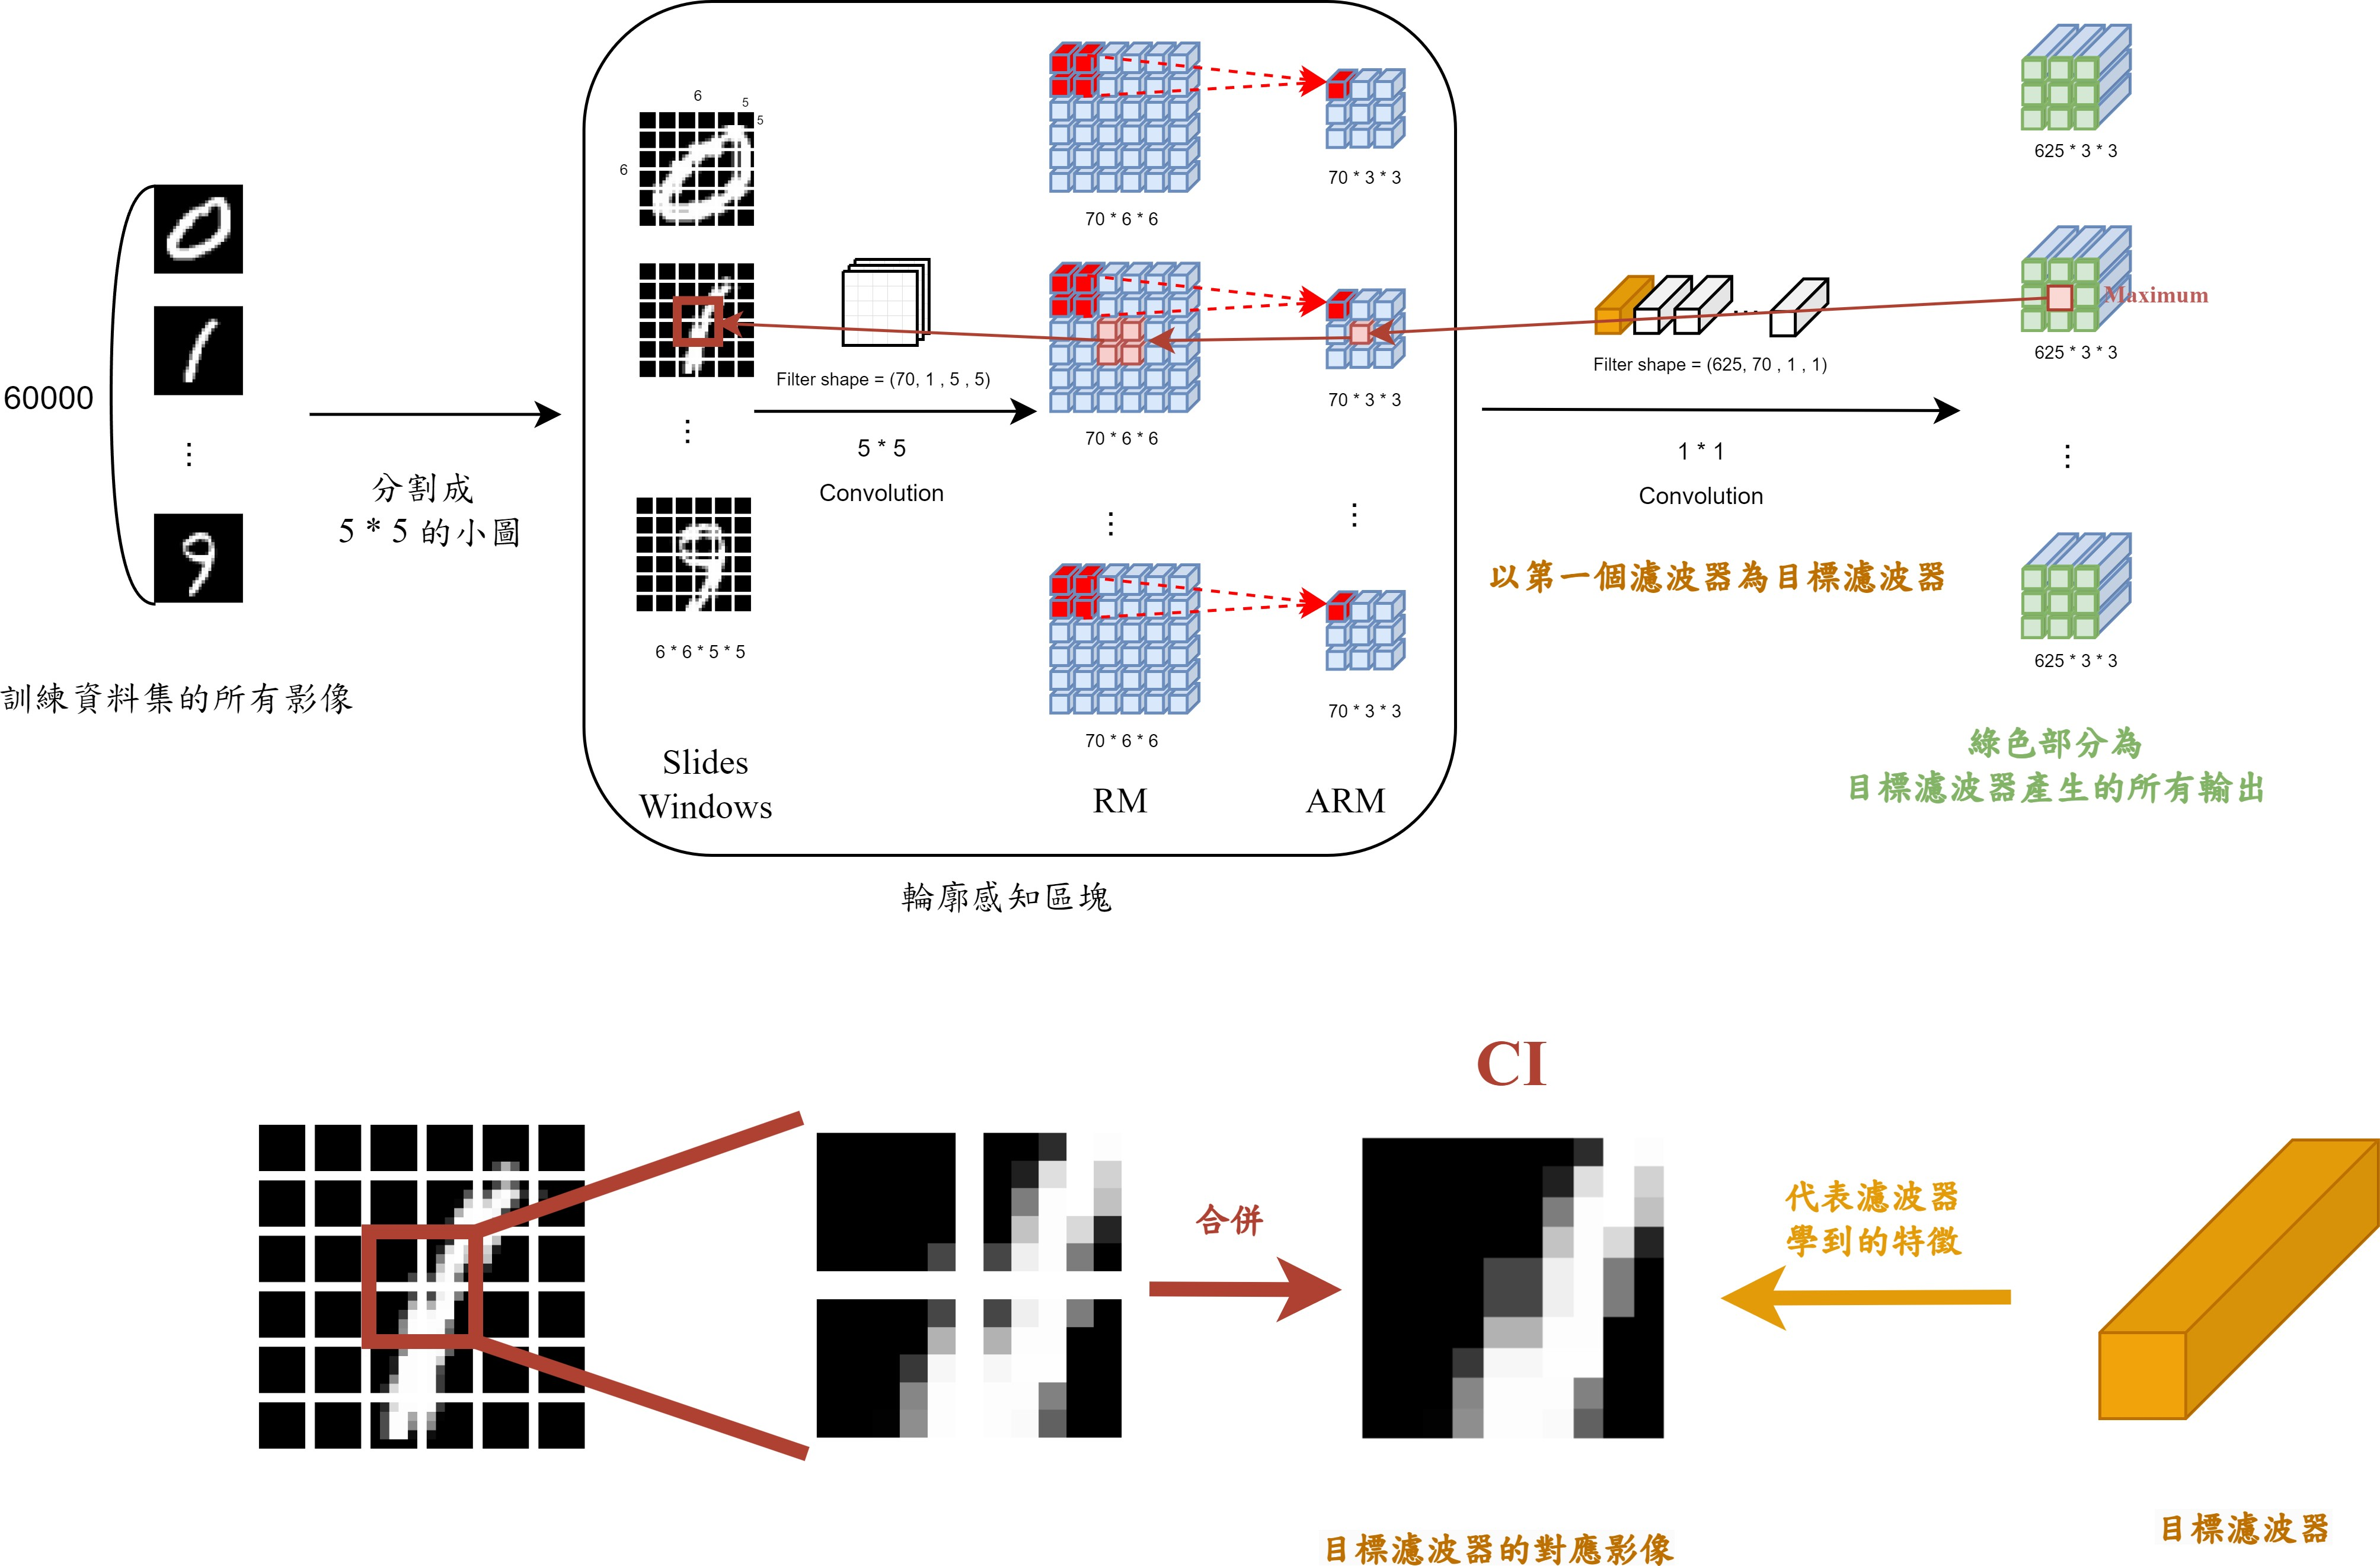 60000
⋮
訓練資料集的所有影像
分割成
5 * 5 的小圖
6
5
5
6
⋮
6 * 6 * 5 * 5
Slides
Windows
Filter shape = (70, 1 , 5 , 5)
5 * 5
Convolution
70 * 6 * 6
70 * 6 * 6
⋮
70 * 6 * 6
RM
70 * 3 * 3
70 * 3 * 3
⋮
70 * 3 * 3
ARM
輪廓感知區塊
...
Filter shape = (625, 70 , 1 , 1)
1 * 1
Convolution
以第一個濾波器為目標濾波器
625 * 3 * 3
Maximum
625 * 3 * 3
⋮
625 * 3 * 3
綠色部分為
目標濾波器產生的所有輸出
合併
CI
目標濾波器的對應影像
代表濾波器
學到的特徵
目標濾波器